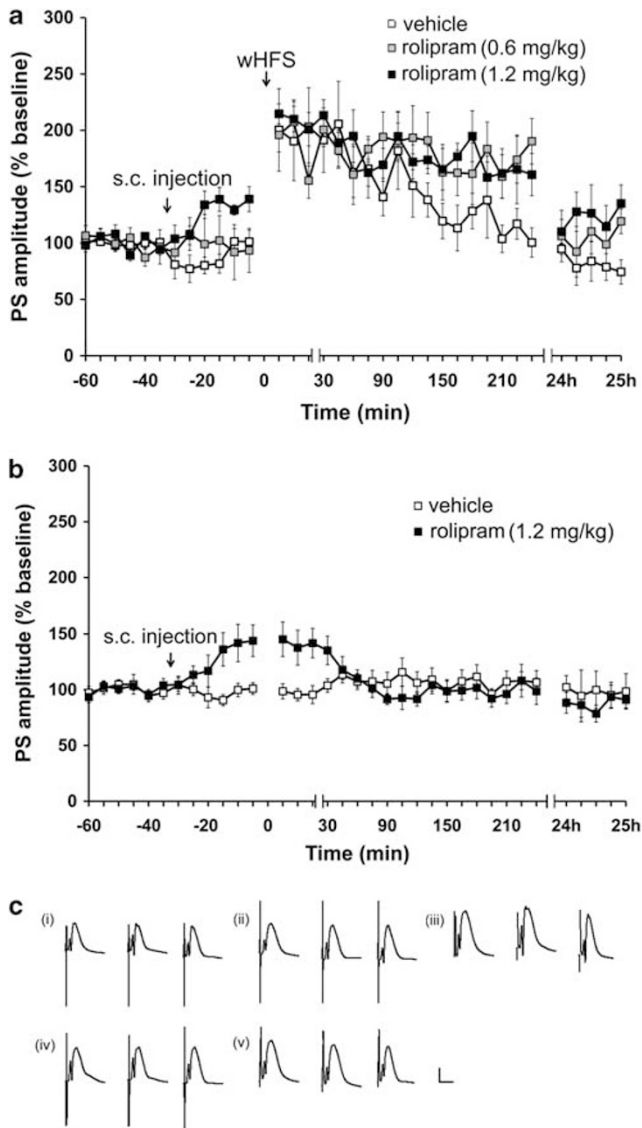 a
vehicle
rolipram (0.6 mg/kg)
rolipram (1.2 mg/kg)
wHFS
s.c. injection
PS amplitude (% baseline)
300
250
200
150
100
50
0
-60 -40 -20 0 30 90 150 210 24h 25h
Time (min)
b
vehicle
rolipram (1.2 mg/kg)
s.c. injection
PS amplitude (% baseline)
300
250
200
150
100
50
0
-60 -40 -20 0 30 90 150 210 24h 25h
Time (min)
c
(i) (ii) (iii)
(iv) (v)